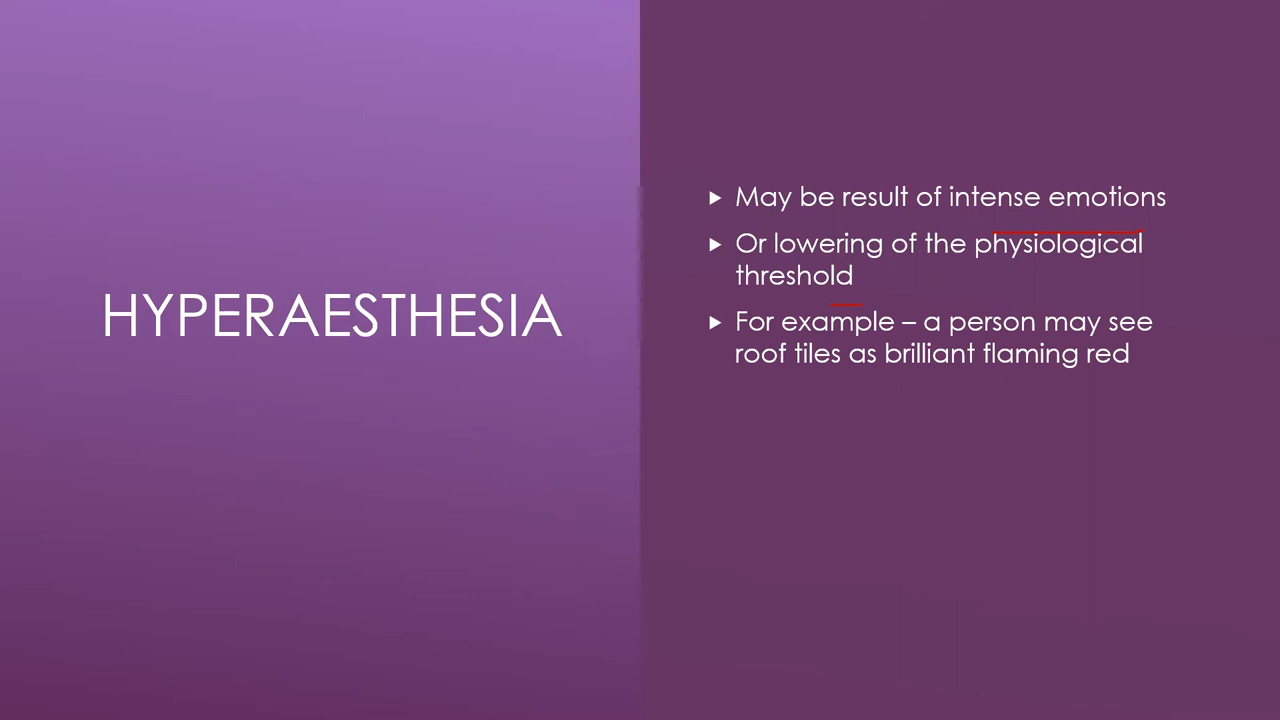 HYPERAESTHESIA
May be result of intense emotions
Or lowering of the physiological
threshold
For example – a person may see
roof tiles as brilliant flaming red